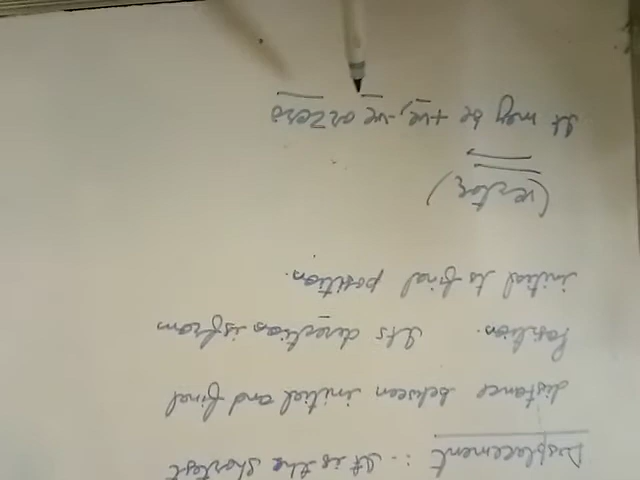 Displacement :- It is the shortest
distance between initial and final
Position. Its direction is from
initial to final position.
(vector)
It may be +ve, -ve or zero